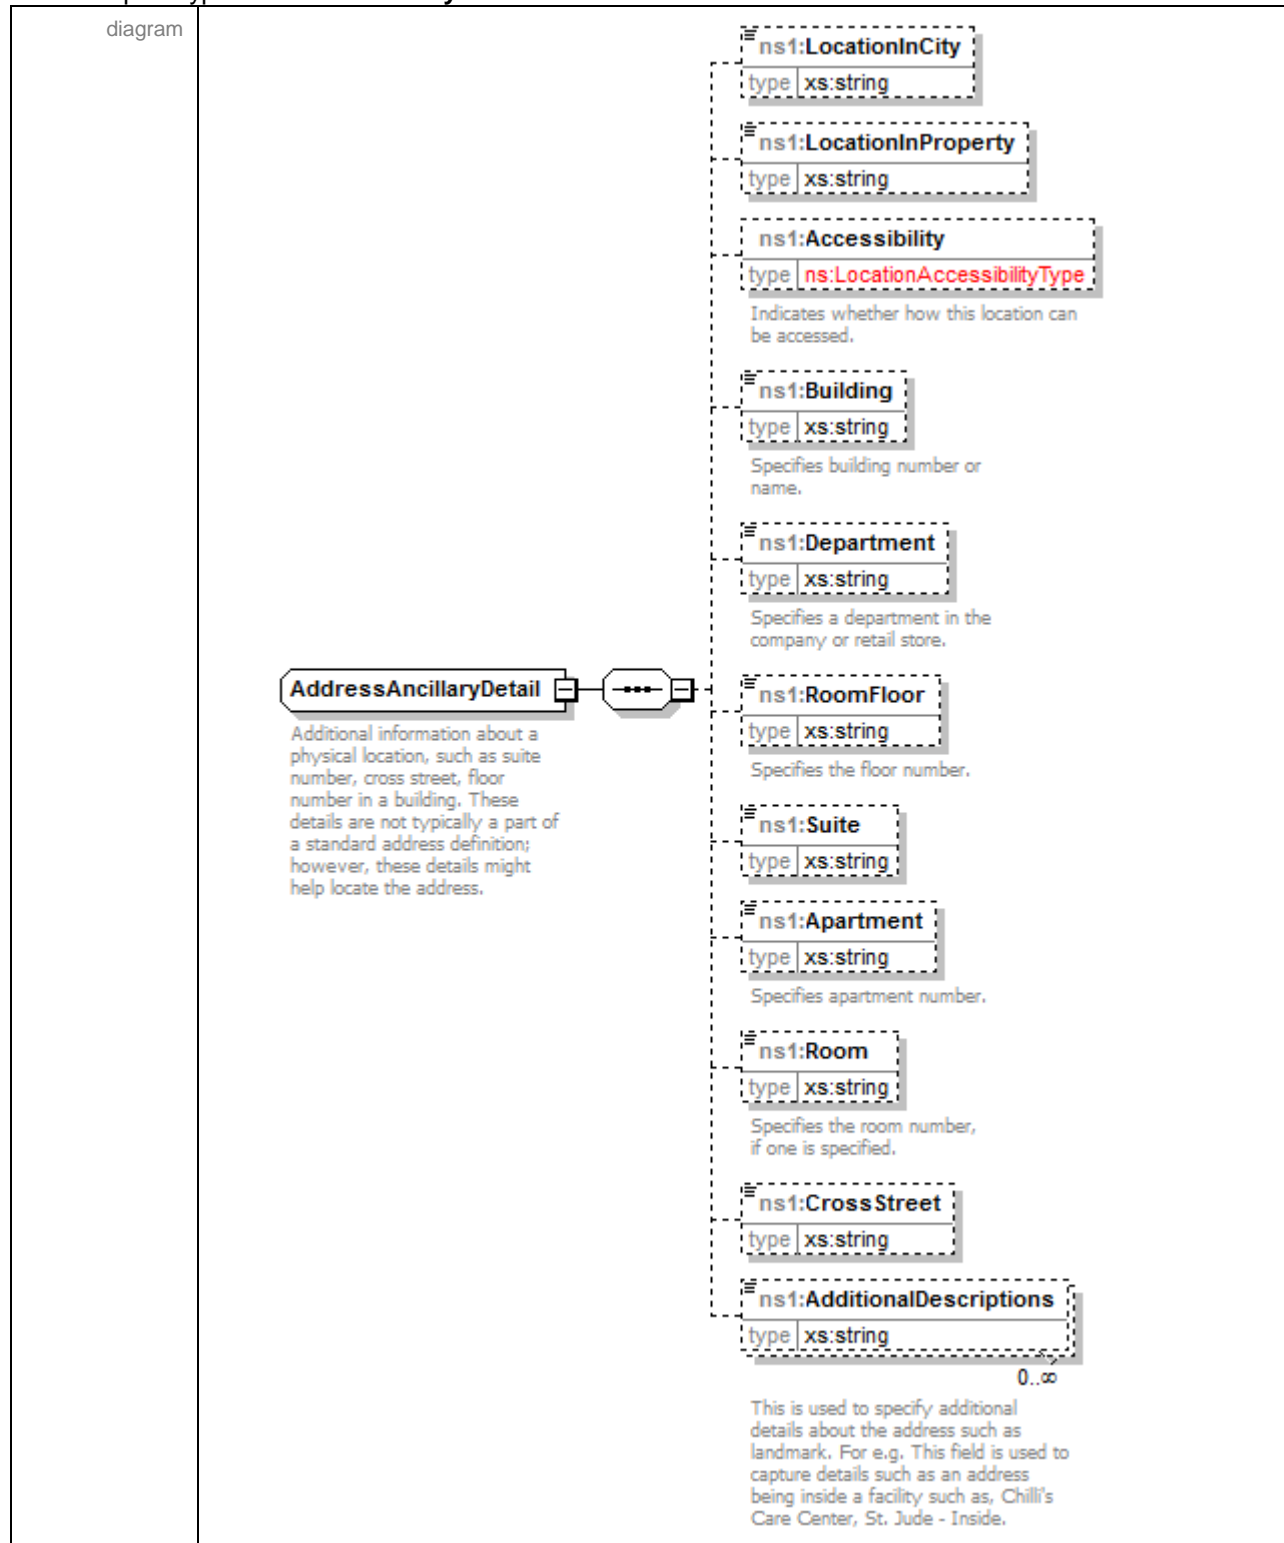 diagram
ns1:LocationInCity
type xs:string
ns1:LocationInProperty
type xs:string
ns1:Accessibility
type ns:LocationAccessibilityType
Indicates whether how this location can
be accessed.
ns1:Building
type xs:string
Specifies building number or
name.
ns1:Department
type xs:string
Specifies a department in the
company or retail store.
AddressAncillaryDetail
Additional information about a
physical location, such as suite
number, cross street, floor
number in a building. These
details are not typically a part of
a standard address definition;
however, these details might
help locate the address.
ns1:RoomFloor
type xs:string
Specifies the floor number.
ns1:Suite
type xs:string
ns1:Apartment
type xs:string
Specifies apartment number.
ns1:Room
type xs:string
Specifies the room number,
if one is specified.
ns1:CrossStreet
type xs:string
ns1:AdditionalDescriptions
type xs:string
0..∞
This is used to specify additional
details about the address such as
landmark. For e.g. This field is used to
capture details such as an address
being inside a facility such as, Chilli's
Care Center, St. Jude - Inside.